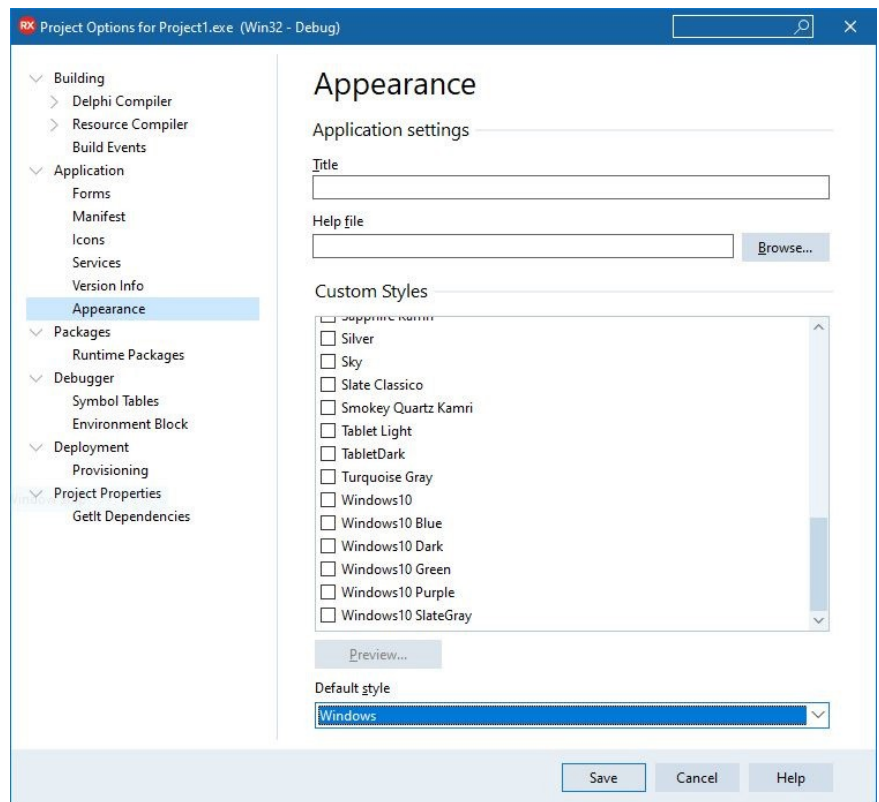 RX Project Options for Project1.exe (Win32 - Debug)
Building
Delphi Compiler
Resource Compiler
Build Events
Application
Forms
Manifest
Icons
Services
Version Info
Appearance
Packages
Runtime Packages
Debugger
Symbol Tables
Environment Block
Deployment
Provisioning
Project Properties
GetIt Dependencies
Appearance
Application settings
Title
Help file
Browse...
Custom Styles
Sapphire Kamri
Silver
Sky
Slate Classico
Smokey Quartz Kamri
Tablet Light
TabletDark
Turquoise Gray
Windows10
Windows10 Blue
Windows10 Dark
Windows10 Green
Windows10 Purple
Windows10 SlateGray
Preview...
Default style
Windows
Save
Cancel
Help